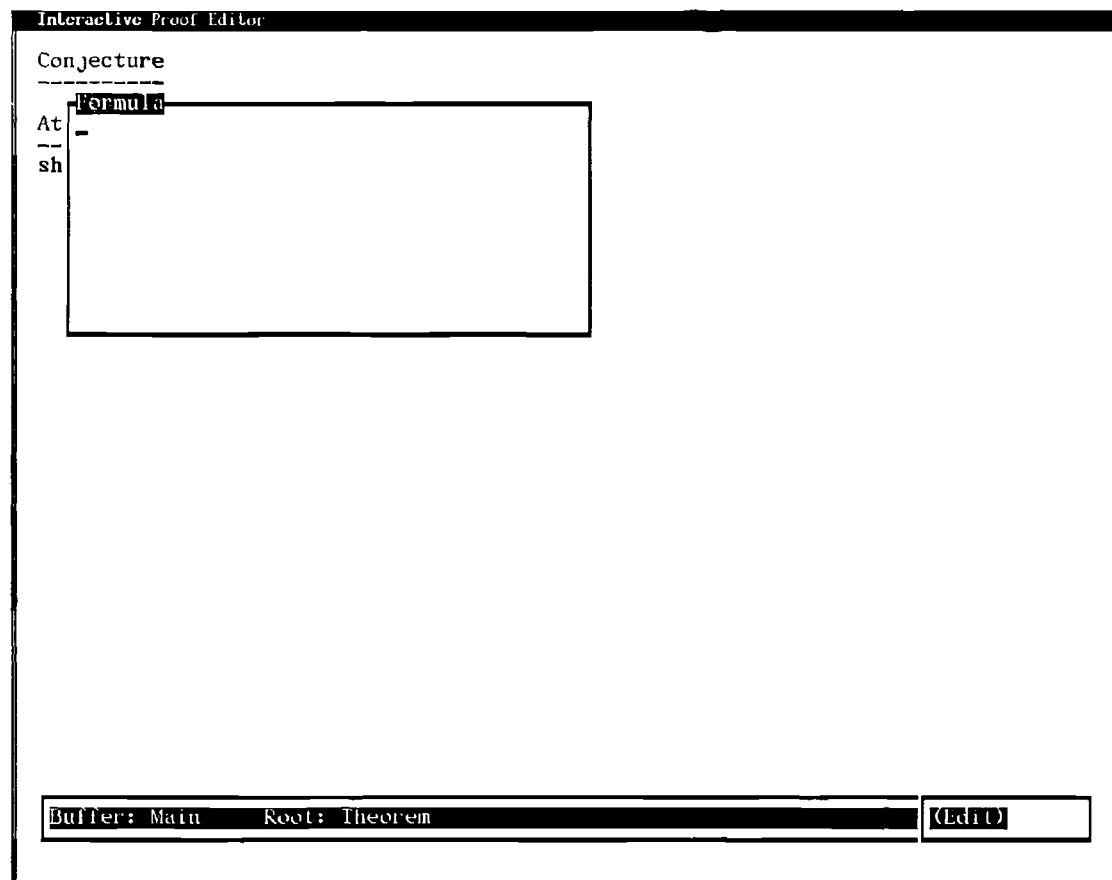 Interactive Proof Editor
Conjecture
Formula
At
sh
Buffer: Main Root: Theorem (Edit)